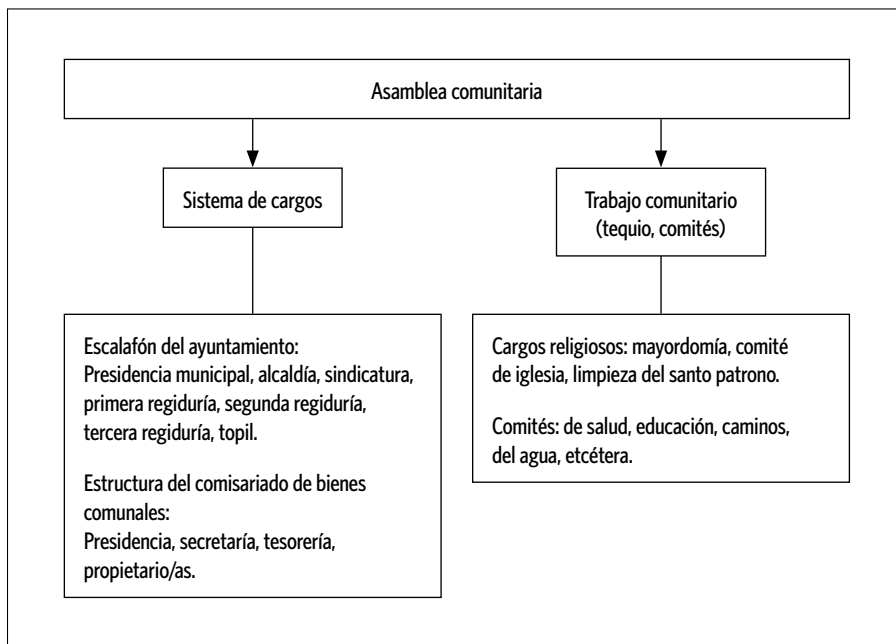 Asamblea comunitaria
Sistema de cargos
Trabajo comunitario
(tequio, comités)
Escalafón del ayuntamiento:
Presidencia municipal, alcaldía, sindicatura,
primera regiduría, segunda regiduría,
tercera regiduría, topil.
Estructura del comisariado de bienes
comunales:
Presidencia, secretaría, tesorería,
propietario/as.
Cargos religiosos: mayordomía, comité
de iglesia, limpieza del santo patrono.
Comités: de salud, educación, caminos,
del agua, etcétera.